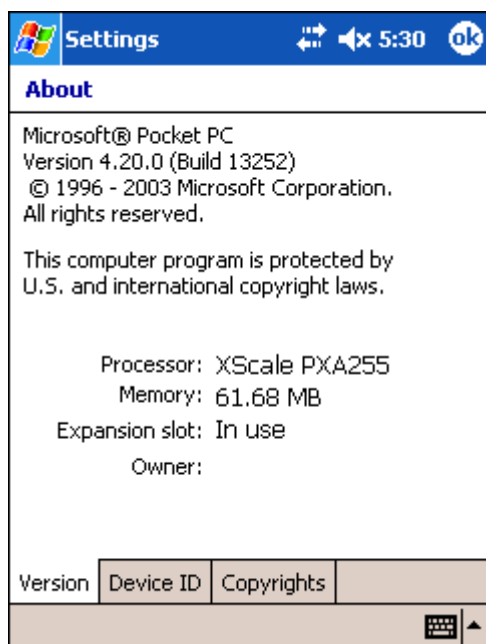 Settings 5:30 ok
About
Microsoft® Pocket PC
Version 4.20.0 (Build 13252)
© 1996 - 2003 Microsoft Corporation.
All rights reserved.
This computer program is protected by
U.S. and international copyright laws.
Processor: XScale PXA255
Memory: 61.68 MB
Expansion slot: In use
Owner:
Version Device ID Copyrights